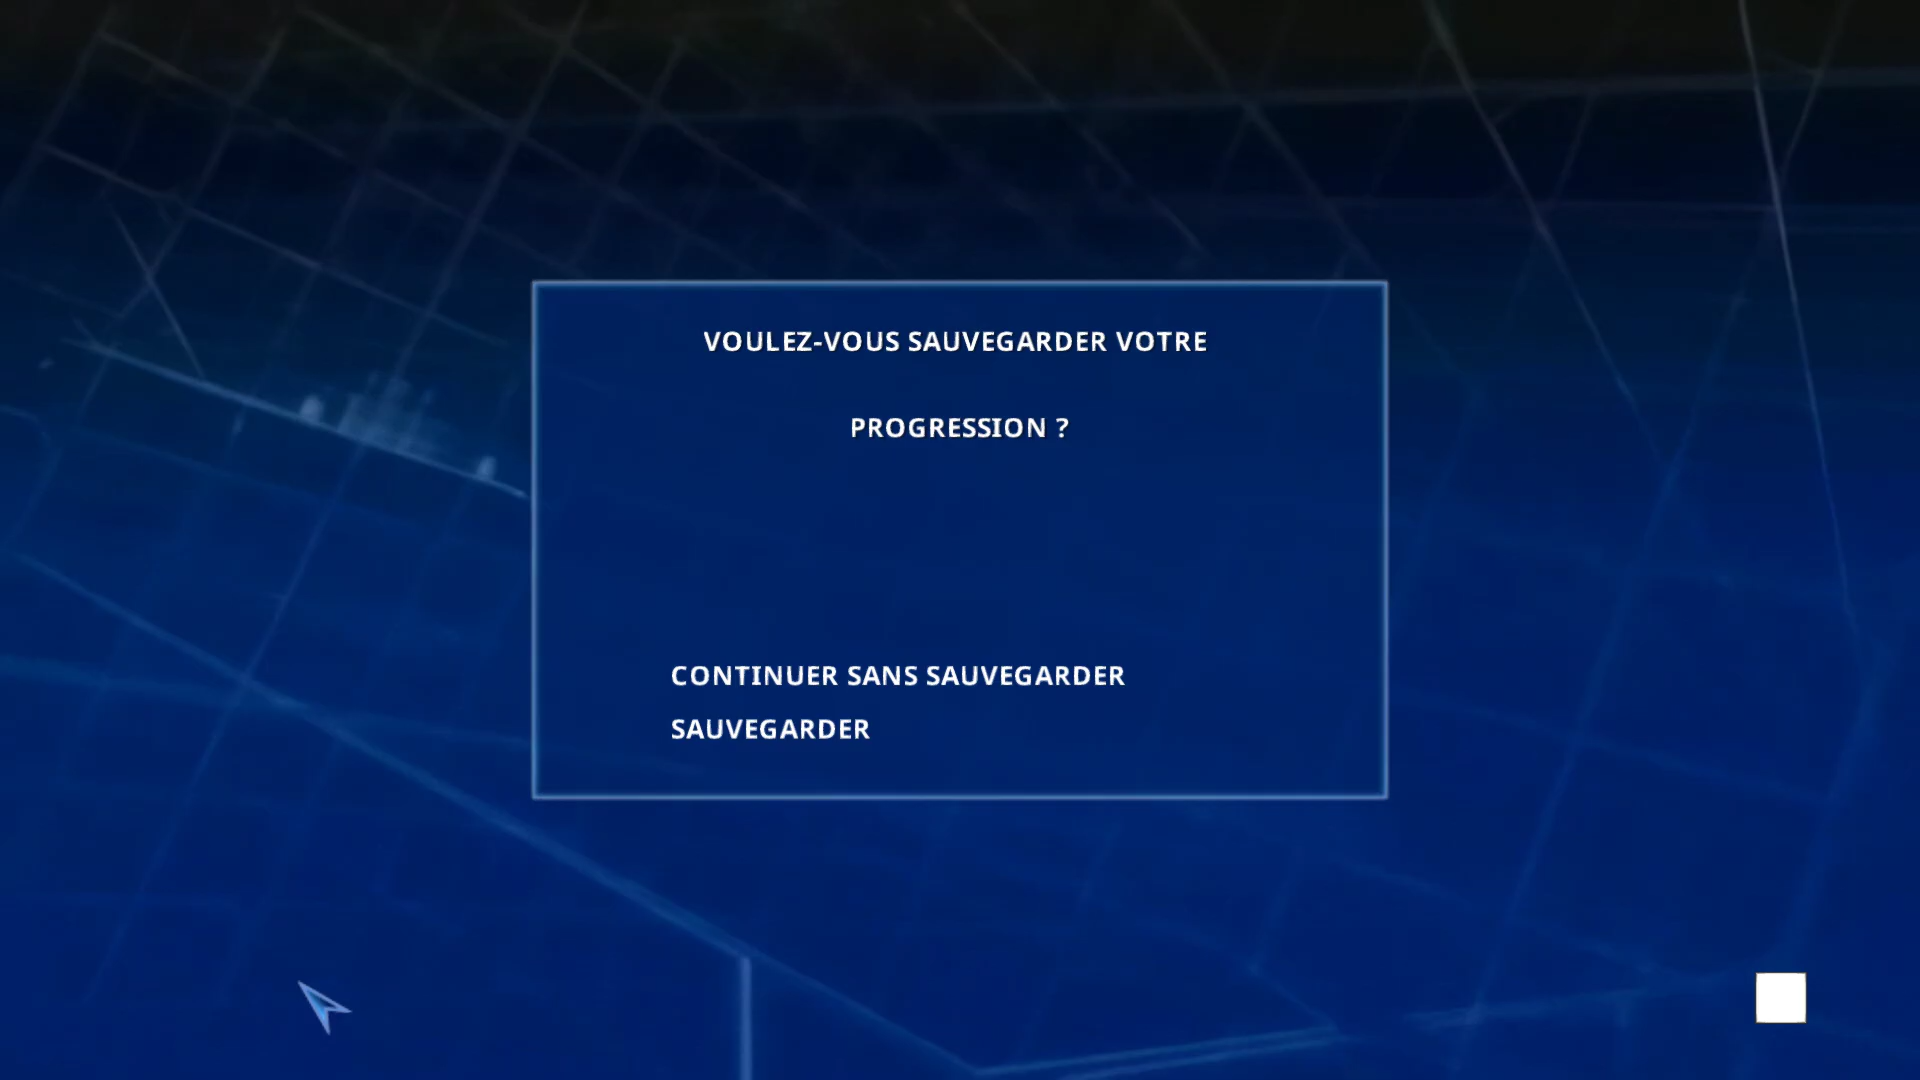 VOULEZ-VOUS SAUVEGARDER VOTRE
PROGRESSION ?
CONTINUER SANS SAUVEGARDER
SAUVEGARDER